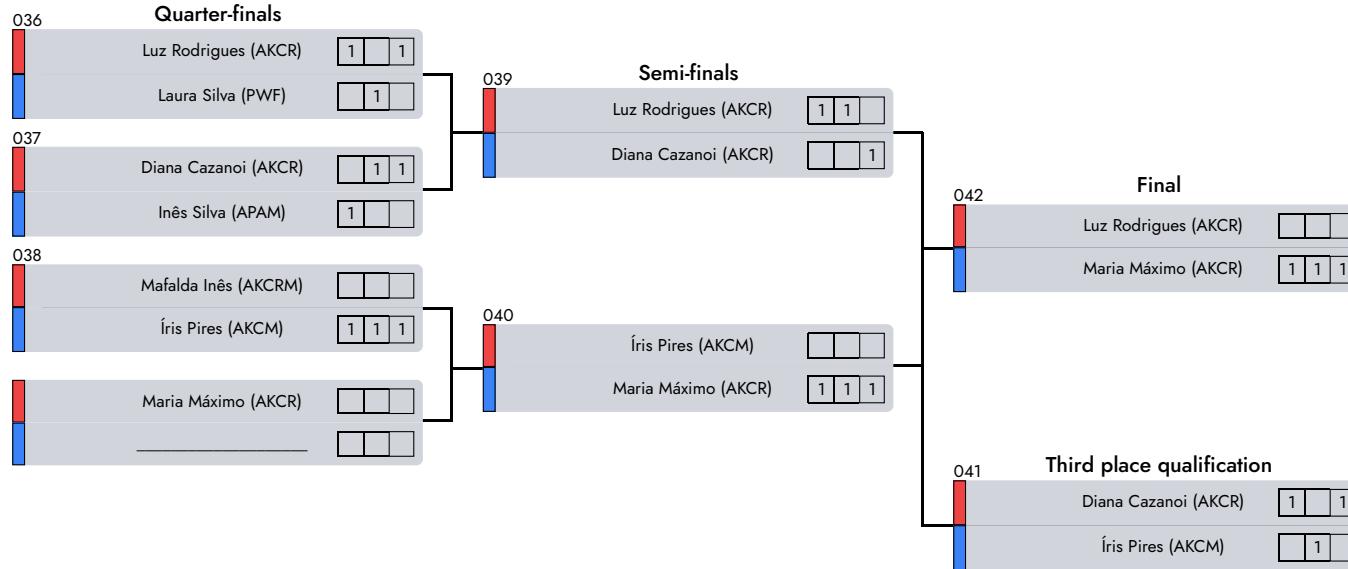 Quarter-finals
036
Luz Rodrigues (AKCR) 1 1
Laura Silva (PWF) 1
037
Diana Cazanoi (AKCR) 1 1
Inês Silva (APAM) 1
038
Mafalda Inês (AKCRM)
Íris Pires (AKCM) 1 1 1
Maria Máximo (AKCR)
____________________
Semi-finals
039
Luz Rodrigues (AKCR) 1 1
Diana Cazanoi (AKCR) 1
040
Íris Pires (AKCM)
Maria Máximo (AKCR) 1 1 1
Final
042
Luz Rodrigues (AKCR)
Maria Máximo (AKCR) 1 1 1
Third place qualification
041
Diana Cazanoi (AKCR) 1 1
Íris Pires (AKCM) 1